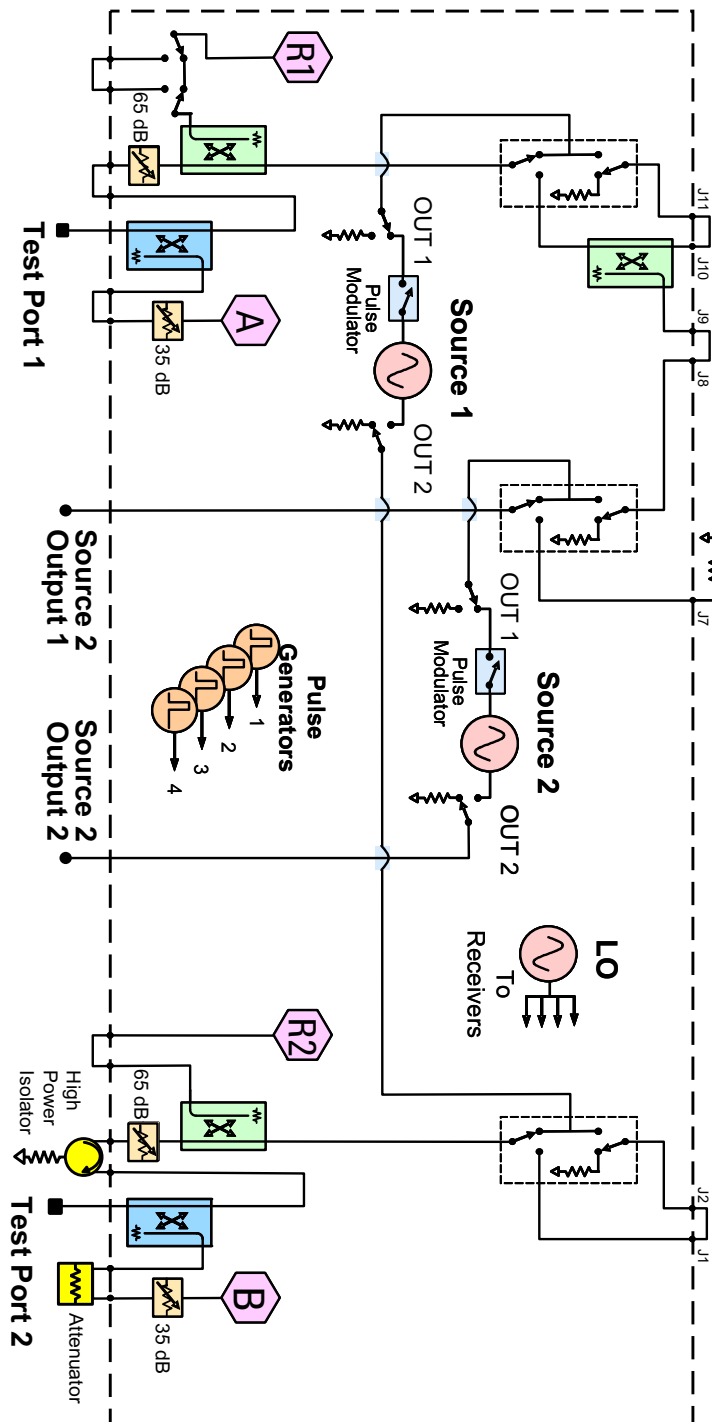 J11
J10
J9
J8
J7
J2
J1
R1
65 dB
OUT 1
Pulse
Modulator
Source 1
OUT 2
Test Port 1
A
35 dB
Source 2
Output 1
OUT 1
Pulse
Modulator
Source 2
OUT 2
Pulse
Generators
1
2
3
4
Source 2
Output 2
LO
To
Receivers
R2
65 dB
High
Power
Isolator
Test Port 2
B
35 dB
Attenuator